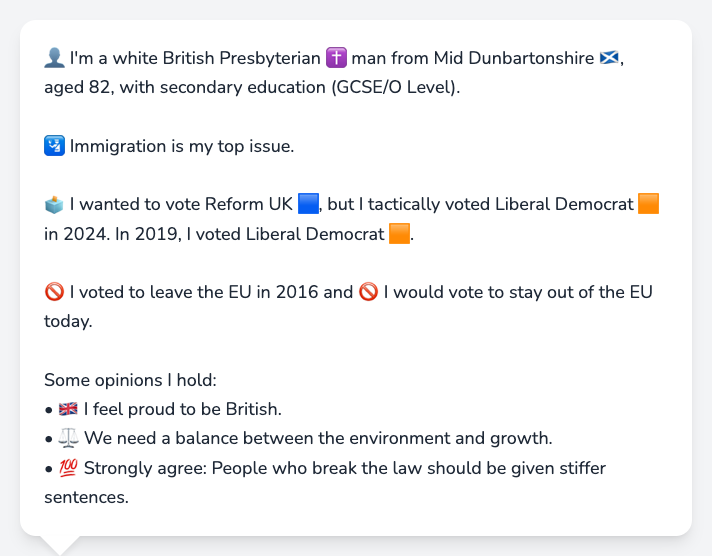 👤 I'm a white British Presbyterian ✝️ man from Mid Dunbartonshire 🏴󠁧󠁢󠁳󠁣󠁴󠁿,
aged 82, with secondary education (GCSE/O Level).
🛂 Immigration is my top issue.
🗳️ I wanted to vote Reform UK 🟦, but I tactically voted Liberal Democrat 🟧
in 2024. In 2019, I voted Liberal Democrat 🟧.
🚫 I voted to leave the EU in 2016 and 🚫 I would vote to stay out of the EU
today.
Some opinions I hold:
• 🇬🇧 I feel proud to be British.
• ⚖️ We need a balance between the environment and growth.
• 💯 Strongly agree: People who break the law should be given stiffer
sentences.